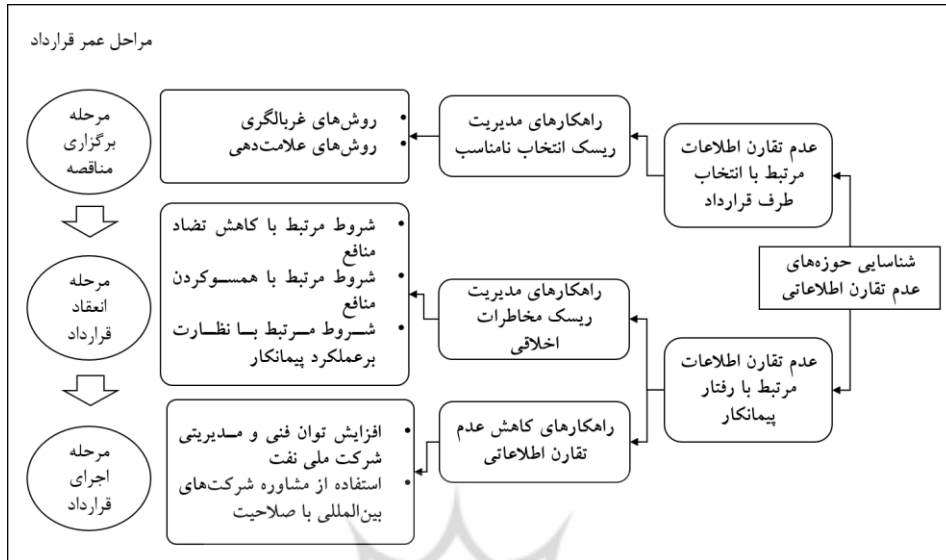 مراحل عمر قرارداد
شناسایی حوزه‌های
عدم تقارن اطلاعاتی
عدم تقارن اطلاعات
مرتبط با انتخاب
طرف قرارداد
راهکارهای مدیریت
ریسک انتخاب نامناسب
• روش‌های غربالگری
• روش‌های علامت‌دهی
مرحله
برگزاری
مناقصه
عدم تقارن اطلاعات
مرتبط با رفتار
پیمانکار
راهکارهای مدیریت
ریسک مخاطرات
اخلاقی
• شروط مرتبط با کاهش تضاد
منافع
• شروط مرتبط با همسوکردن
منافع
• شروط مرتبط با نظارت
برعملکرد پیمانکار
مرحله
انعقاد
قرارداد
راهکارهای کاهش عدم
تقارن اطلاعاتی
• افزایش توان فنی و مدیریتی
شرکت ملی نفت
• استفاده از مشاوره شرکت‌های
بین‌المللی با صلاحیت
مرحله
اجرای
قرارداد